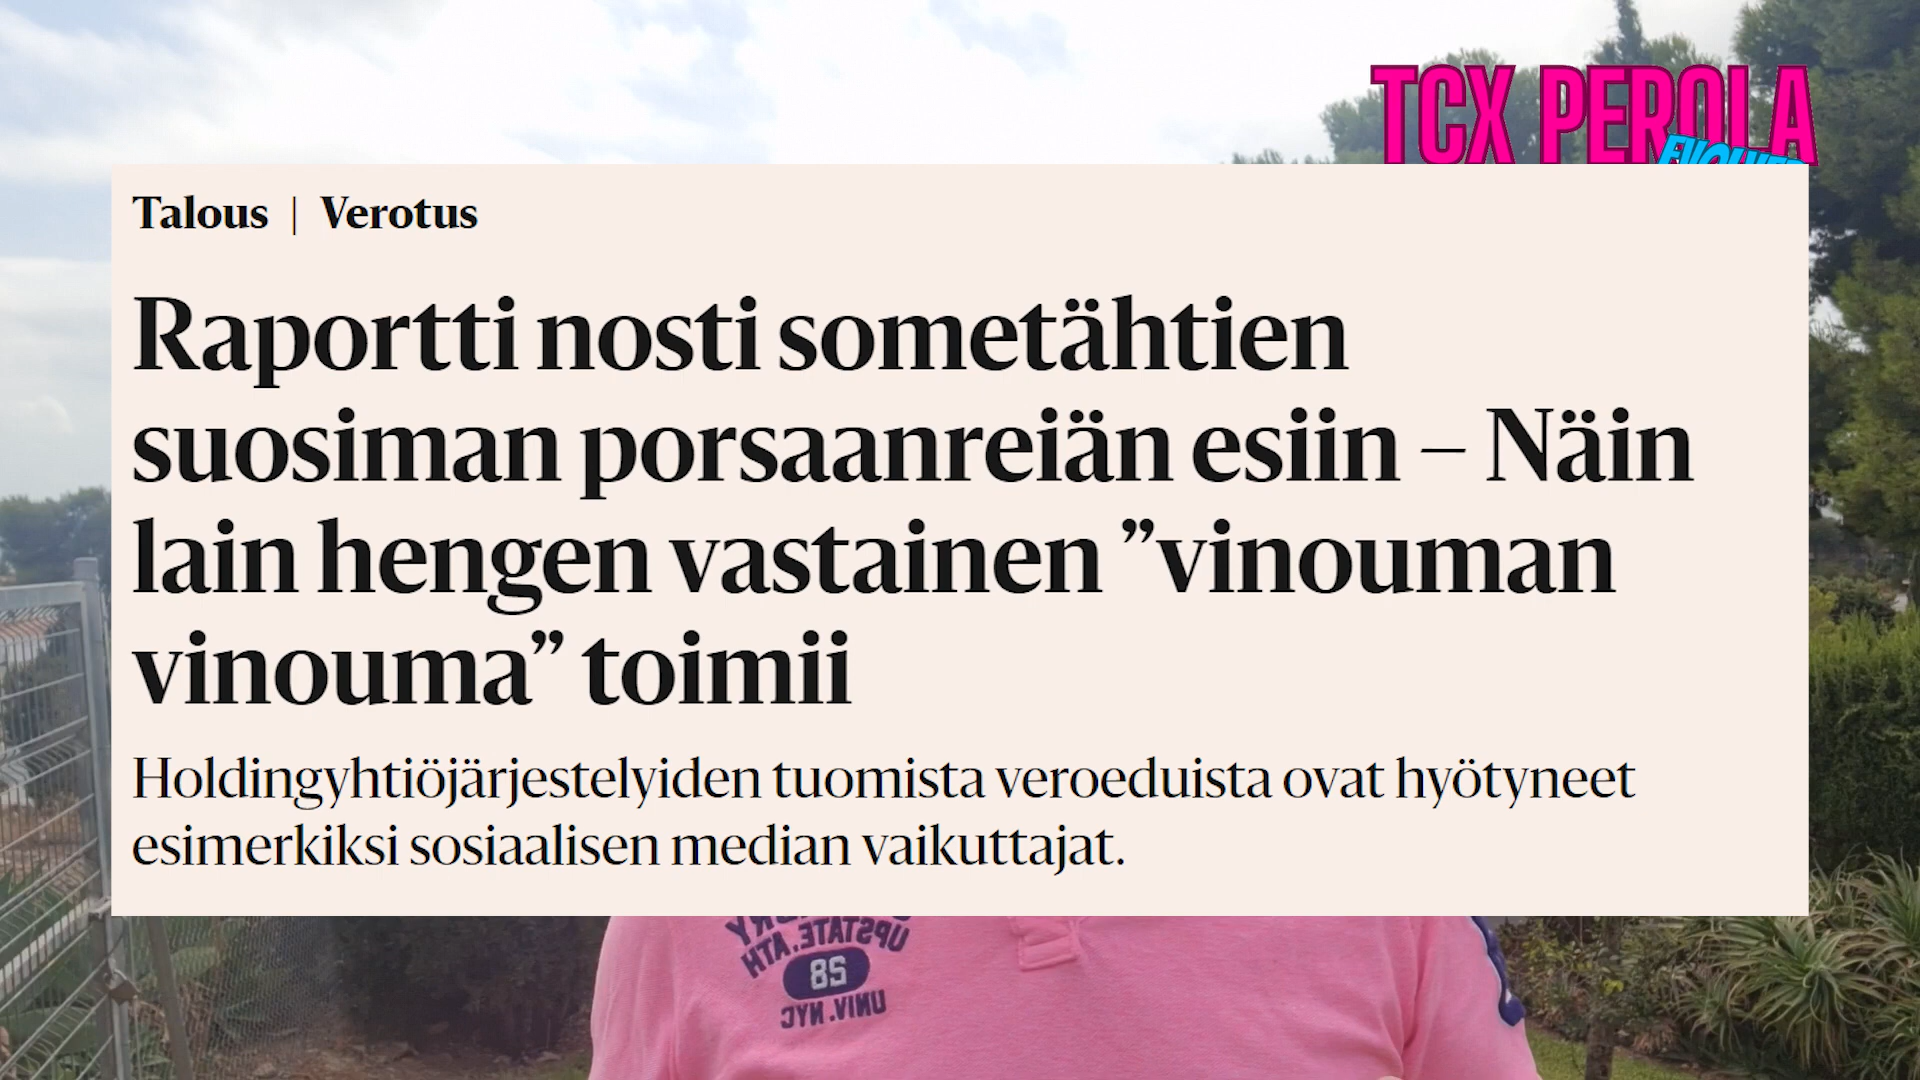 TCX PEROLA
Talous | Verotus
Raportti nosti sometähtien
suosiman porsaanreiän esiin – Näin
lain hengen vastainen ”vinouman
vinouma” toimii
Holdingyhtiöjärjestelyiden tuomista veroeduista ovat hyötyneet
esimerkiksi sosiaalisen median vaikuttajat.
UPSTATE.ATH
85
UNIV.NYC